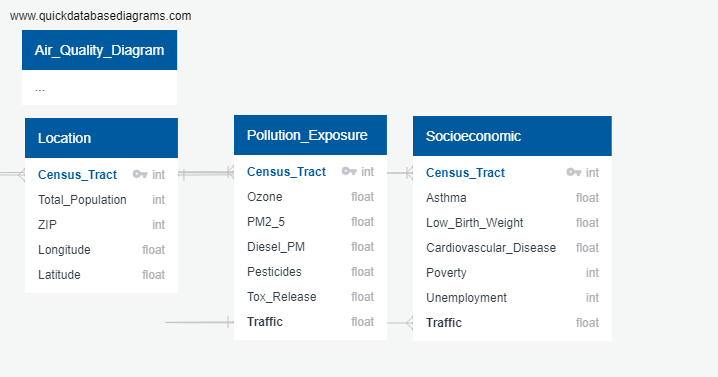 www.quickdatabasediagrams.com
Air_Quality_Diagram
...
Location
Census_Tract int
Total_Population int
ZIP int
Longitude float
Latitude float
Pollution_Exposure
Census_Tract int
Ozone float
PM2_5 float
Diesel_PM float
Pesticides float
Tox_Release float
Traffic float
Socioeconomic
Census_Tract int
Asthma float
Low_Birth_Weight float
Cardiovascular_Disease float
Poverty int
Unemployment int
Traffic float